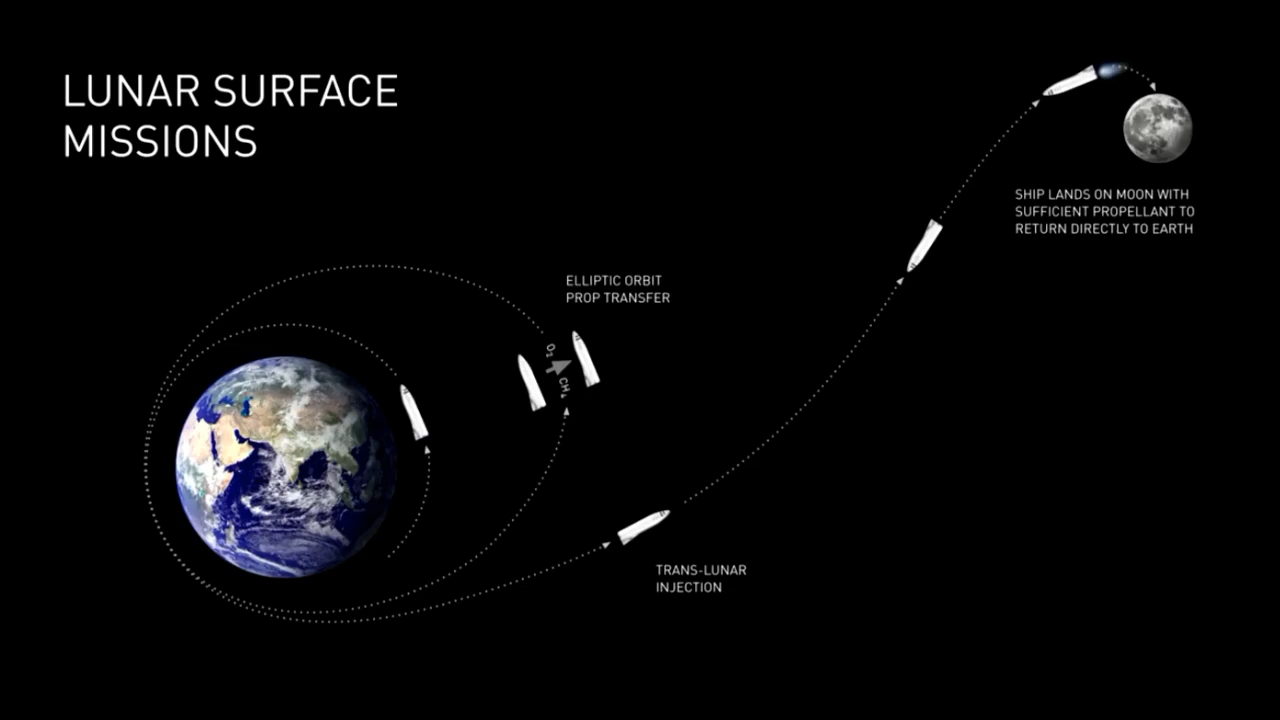 LUNAR SURFACE
MISSIONS
SHIP LANDS ON MOON WITH
SUFFICIENT PROPELLANT TO
RETURN DIRECTLY TO EARTH
ELLIPTIC ORBIT
PROP TRANSFER
O₂
CH₄
TRANS-LUNAR
INJECTION